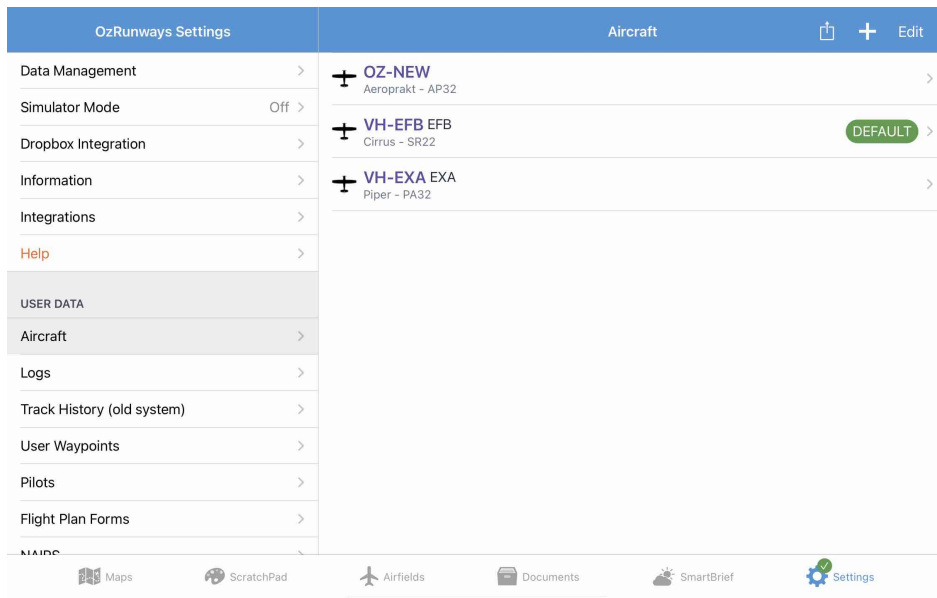 OzRunways Settings
Data Management
Simulator Mode Off
Dropbox Integration
Information
Integrations
Help
USER DATA
Aircraft
Logs
Track History (old system)
User Waypoints
Pilots
Flight Plan Forms
NAIPS
Aircraft Edit
OZ-NEW
Aeroprakt - AP32
VH-EFB EFB
Cirrus - SR22
DEFAULT
VH-EXA EXA
Piper - PA32
Maps ScratchPad Airfields Documents SmartBrief Settings